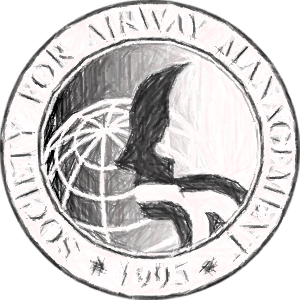 SOCIETY FOR AIRWAY MANAGEMENT
* 1995 *